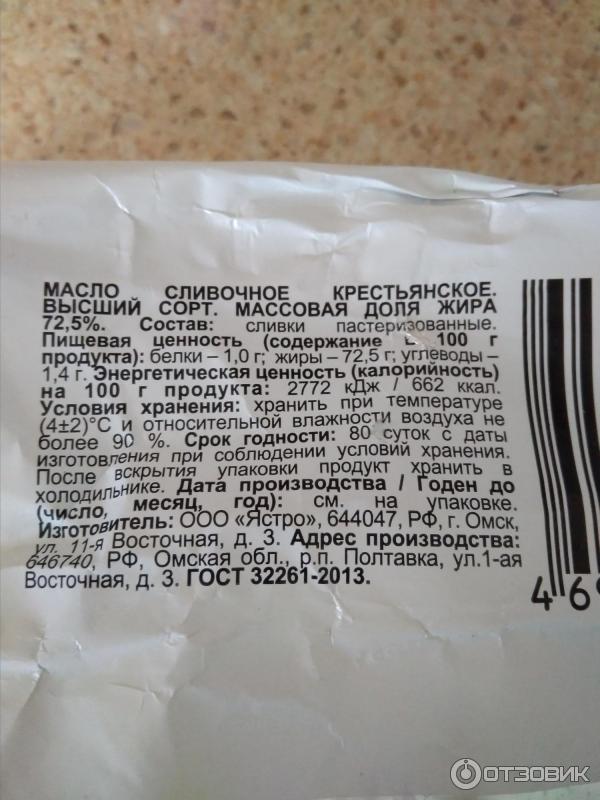 МАСЛО СЛИВОЧНОЕ КРЕСТЬЯНСКОЕ.
ВЫСШИЙ СОРТ. МАССОВАЯ ДОЛЯ ЖИРА
72,5%. Состав: сливки пастеризованные.
Пищевая ценность (содержание в 100 г
продукта): белки – 1,0 г; жиры – 72,5 г; углеводы –
1,4 г. Энергетическая ценность (калорийность)
на 100 г продукта: 2772 кДж / 662 ккал.
Условия хранения: хранить при температуре
(4±2)°С и относительной влажности воздуха не
более 90 %. Срок годности: 80 суток с даты
изготовления при соблюдении условий хранения.
После вскрытия упаковки продукт хранить в
холодильнике. Дата производства / Годен до
(число, месяц, год): см. на упаковке.
Изготовитель: ООО «Ястро», 644047, РФ, г. Омск,
ул. 11-я Восточная, д. 3. Адрес производства:
646740, РФ, Омская обл., р.п. Полтавка, ул.1-ая
Восточная, д. 3. ГОСТ 32261-2013.
46
ОТЗОВИК